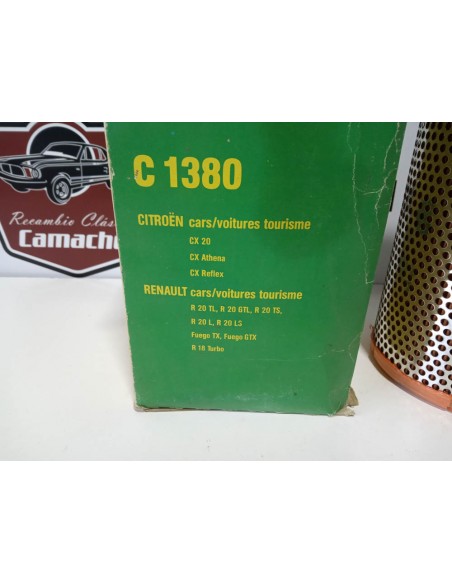 Recambio Clás
Camacho
C 1380
CITROËN cars/voitures tourisme
CX 20
CX Athena
CX Reflex
RENAULT cars/voitures tourisme
R 20 TL, R 20 GTL, R 20 TS,
R 20 L, R 20 LS
Fuego TX, Fuego GTX
R 18 Turbo